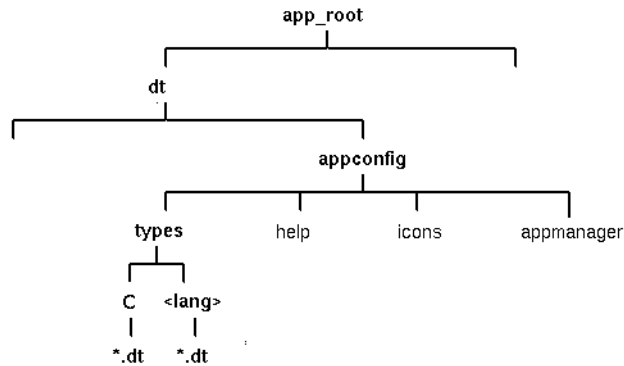 app_root
dt
appconfig
types help icons appmanager
C <lang>
*.dt *.dt